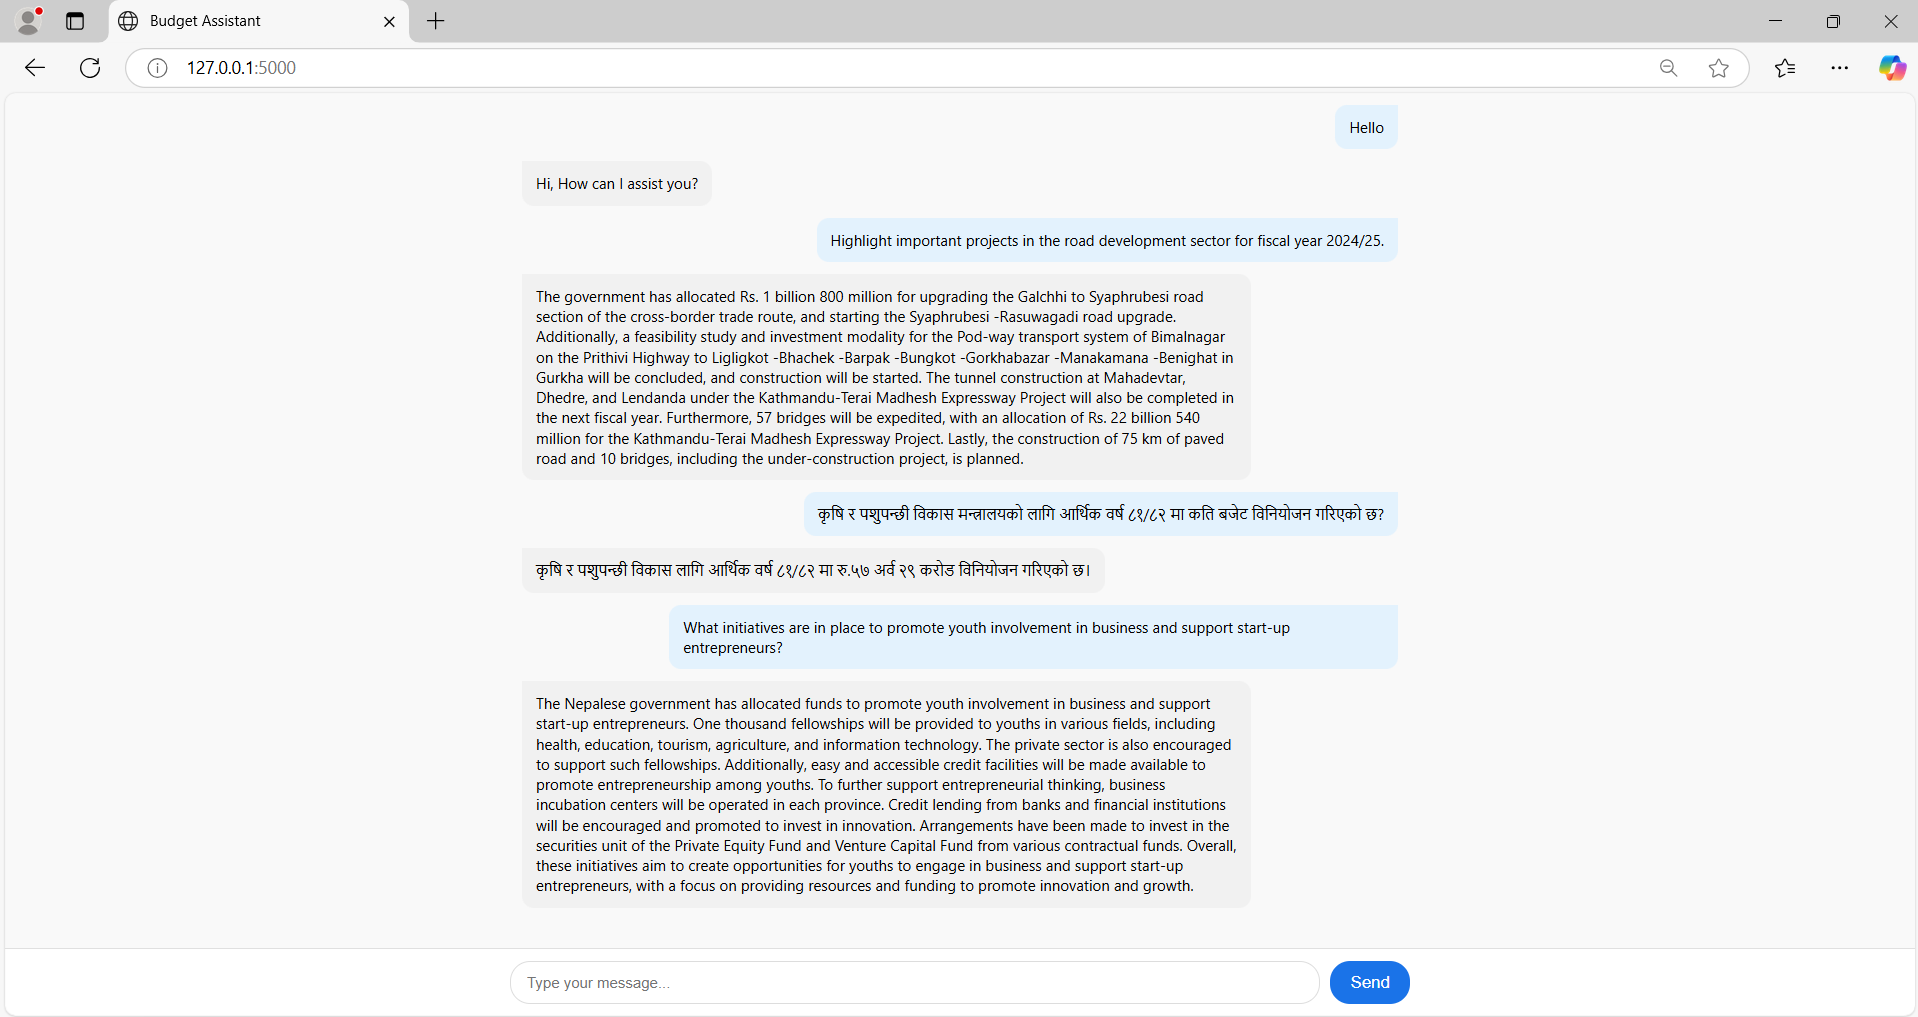 Budget Assistant
127.0.0.1:5000
Hello
Hi, How can I assist you?
Highlight important projects in the road development sector for fiscal year 2024/25.
The government has allocated Rs. 1 billion 800 million for upgrading the Galchhi to Syaphrubesi road
section of the cross-border trade route, and starting the Syaphrubesi -Rasuwagadi road upgrade.
Additionally, a feasibility study and investment modality for the Pod-way transport system of Bimalnagar
on the Prithivi Highway to Ligligkot -Bhachek -Barpak -Bungkot -Gorkhabazar -Manakamana -Benighat in
Gurkha will be concluded, and construction will be started. The tunnel construction at Mahadevtar,
Dhedre, and Lendanda under the Kathmandu-Terai Madhesh Expressway Project will also be completed in
the next fiscal year. Furthermore, 57 bridges will be expedited, with an allocation of Rs. 22 billion 540
million for the Kathmandu-Terai Madhesh Expressway Project. Lastly, the construction of 75 km of paved
road and 10 bridges, including the under-construction project, is planned.
कृषि र पशुपन्छी विकास मन्त्रालयको लागि आर्थिक वर्ष ८१/८२ मा कति बजेट विनियोजन गरिएको छ?
कृषि र पशुपन्छी विकास लागि आर्थिक वर्ष ८१/८२ मा रु.५७ अर्व २९ करोड विनियोजन गरिएको छ।
What initiatives are in place to promote youth involvement in business and support start-up
entrepreneurs?
The Nepalese government has allocated funds to promote youth involvement in business and support
start-up entrepreneurs. One thousand fellowships will be provided to youths in various fields, including
health, education, tourism, agriculture, and information technology. The private sector is also encouraged
to support such fellowships. Additionally, easy and accessible credit facilities will be made available to
promote entrepreneurship among youths. To further support entrepreneurial thinking, business
incubation centers will be operated in each province. Credit lending from banks and financial institutions
will be encouraged and promoted to invest in innovation. Arrangements have been made to invest in the
securities unit of the Private Equity Fund and Venture Capital Fund from various contractual funds. Overall,
these initiatives aim to create opportunities for youths to engage in business and support start-up
entrepreneurs, with a focus on providing resources and funding to promote innovation and growth.
Type your message...
Send